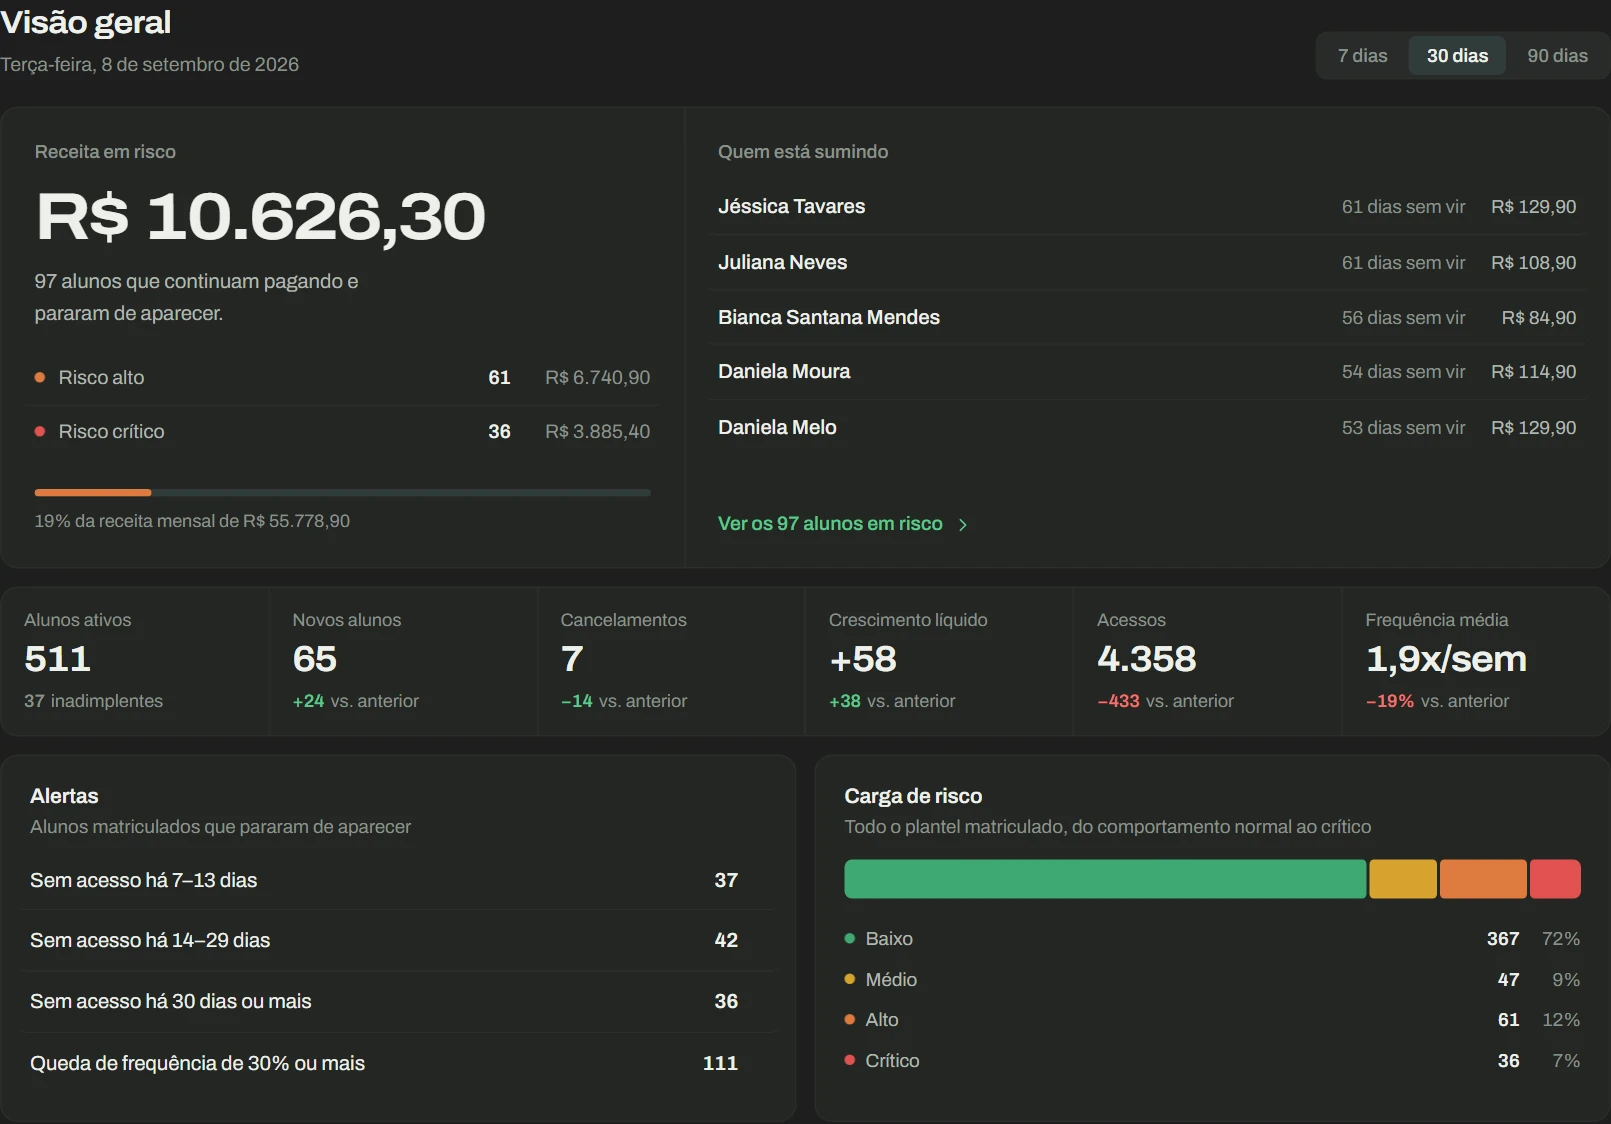 Visão geral
Terça-feira, 8 de setembro de 2026
7 dias
30 dias
90 dias
Receita em risco
R$ 10.626,30
97 alunos que continuam pagando e
pararam de aparecer.
Risco alto 61 R$ 6.740,90
Risco crítico 36 R$ 3.885,40
19% da receita mensal de R$ 55.778,90
Quem está sumindo
Jéssica Tavares 61 dias sem vir R$ 129,90
Juliana Neves 61 dias sem vir R$ 108,90
Bianca Santana Mendes 56 dias sem vir R$ 84,90
Daniela Moura 54 dias sem vir R$ 114,90
Daniela Melo 53 dias sem vir R$ 129,90
Ver os 97 alunos em risco
Alunos ativos
511
37 inadimplentes
Novos alunos
65
+24 vs. anterior
Cancelamentos
7
−14 vs. anterior
Crescimento líquido
+58
+38 vs. anterior
Acessos
4.358
−433 vs. anterior
Frequência média
1,9x/sem
−19% vs. anterior
Alertas
Alunos matriculados que pararam de aparecer
Sem acesso há 7–13 dias 37
Sem acesso há 14–29 dias 42
Sem acesso há 30 dias ou mais 36
Queda de frequência de 30% ou mais 111
Carga de risco
Todo o plantel matriculado, do comportamento normal ao crítico
Baixo 367 72%
Médio 47 9%
Alto 61 12%
Crítico 36 7%